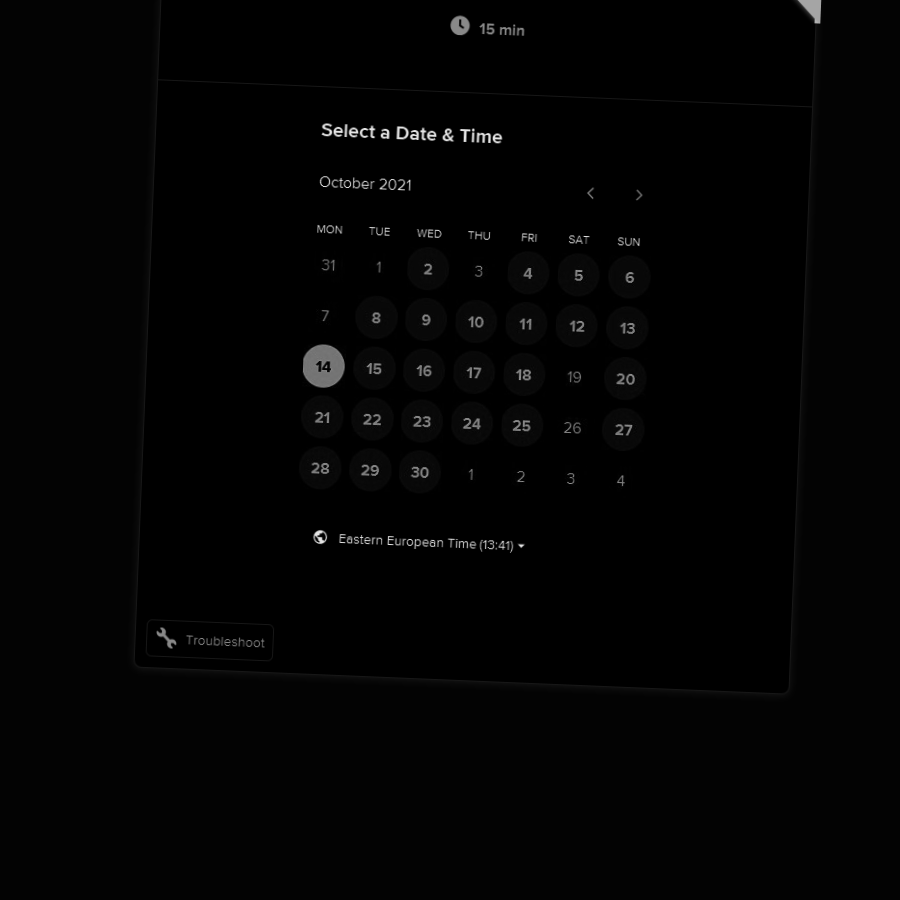 15 min
Select a Date & Time
October 2021
MON TUE WED THU FRI SAT SUN
31 1 2 3 4 5 6
7 8 9 10 11 12 13
14 15 16 17 18 19 20
21 22 23 24 25 26 27
28 29 30 1 2 3 4
Eastern European Time (13:41)
Troubleshoot